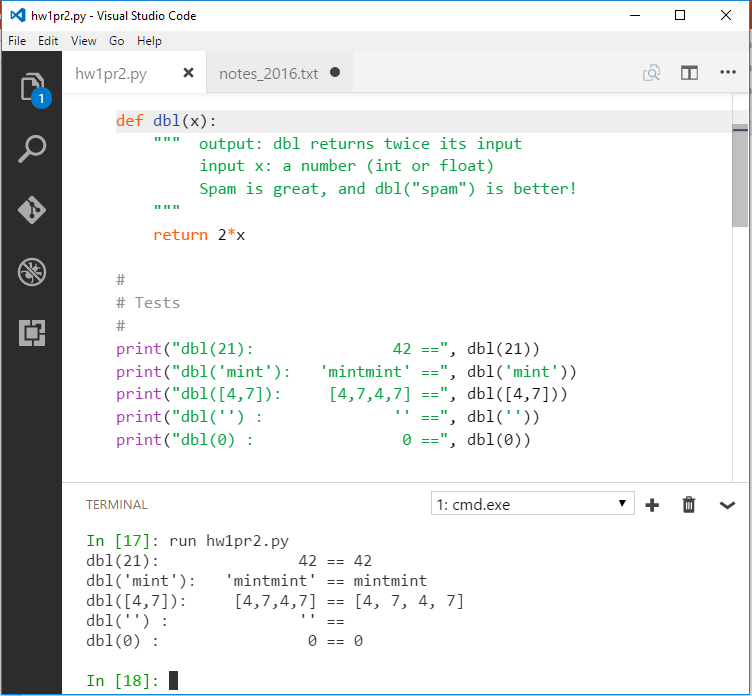 hw1pr2.py - Visual Studio Code
File Edit View Go Help
hw1pr2.py notes_2016.txt
1
def dbl(x):
    """  output: dbl returns twice its input
         input x: a number (int or float)
         Spam is great, and dbl("spam") is better!
    """
    return 2*x
#
# Tests
#
print("dbl(21):               42 ==", dbl(21))
print("dbl('mint'):   'mintmint' ==", dbl('mint'))
print("dbl([4,7]):     [4,7,4,7] ==", dbl([4,7]))
print("dbl('') :              '' ==", dbl(''))
print("dbl(0) :                0 ==", dbl(0))
TERMINAL 1: cmd.exe
In [17]: run hw1pr2.py
dbl(21):               42 == 42
dbl('mint'):   'mintmint' == mintmint
dbl([4,7]):     [4,7,4,7] == [4, 7, 4, 7]
dbl('') :              '' ==
dbl(0) :                0 == 0
In [18]: